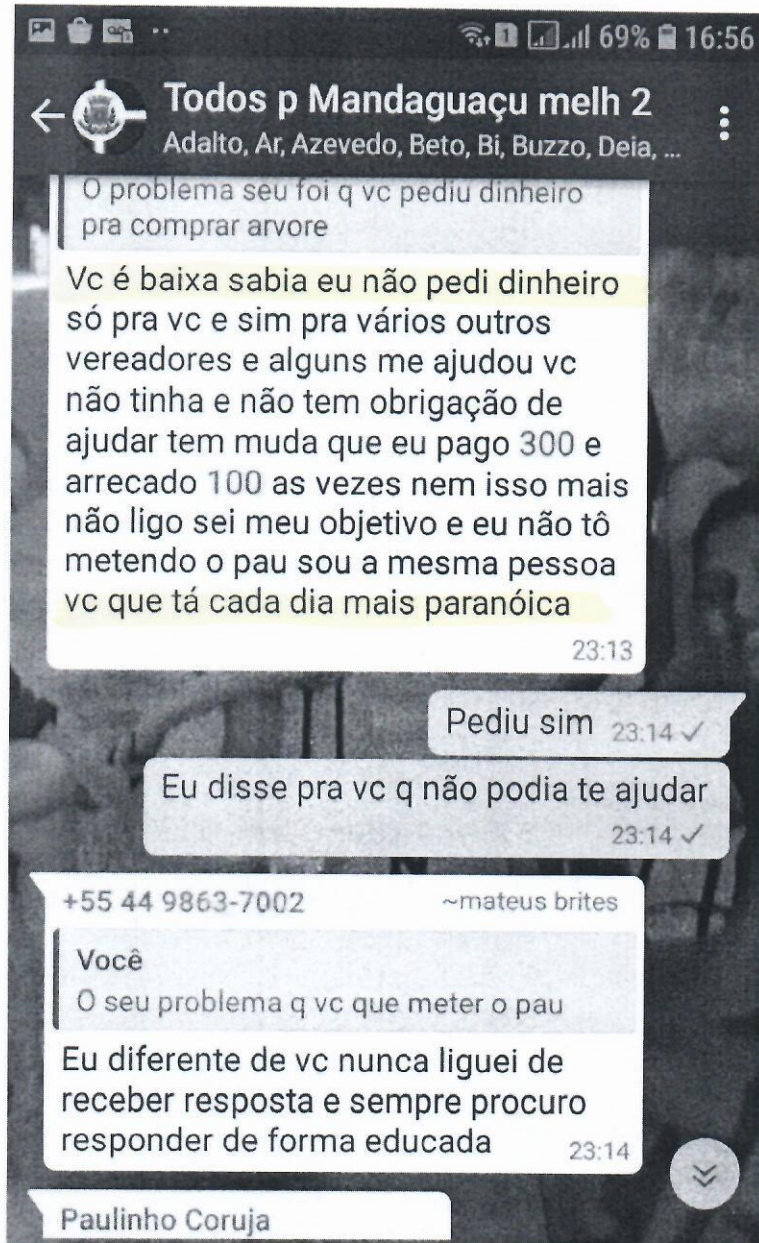 69% 16:56
Todos p Mandaguaçu melh 2
Adalto, Ar, Azevedo, Beto, Bi, Buzzo, Deia, ...
O problema seu foi q vc pediu dinheiro
pra comprar arvore
Vc é baixa sabia eu não pedi dinheiro
só pra vc e sim pra vários outros
vereadores e alguns me ajudou vc
não tinha e não tem obrigação de
ajudar tem muda que eu pago 300 e
arrecado 100 as vezes nem isso mais
não ligo sei meu objetivo e eu não tô
metendo o pau sou a mesma pessoa
vc que tá cada dia mais paranóica
23:13
Pediu sim 23:14
Eu disse pra vc q não podia te ajudar
23:14
+55 44 9863-7002 ~mateus brites
Você
O seu problema q vc que meter o pau
Eu diferente de vc nunca liguei de
receber resposta e sempre procuro
responder de forma educada 23:14
Paulinho Coruja